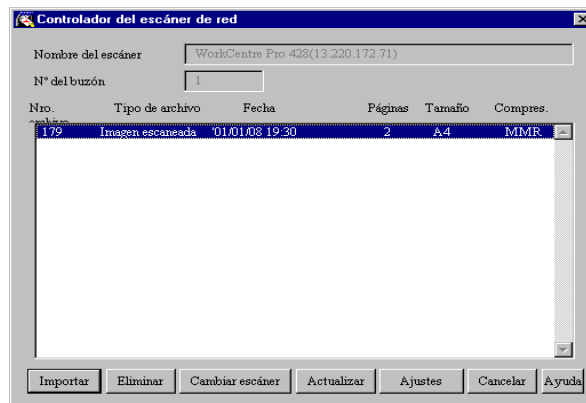 Controlador del escáner de red
Nombre del escáner WorkCentre Pro 428(13.220.172.71)
Nº del buzón 1
Nro. archivo Tipo de archivo Fecha Páginas Tamaño Compres.
179 Imagen escaneada '01/01/08 19:30 2 A4 MMR
Importar Eliminar Cambiar escáner Actualizar Ajustes Cancelar Ayuda